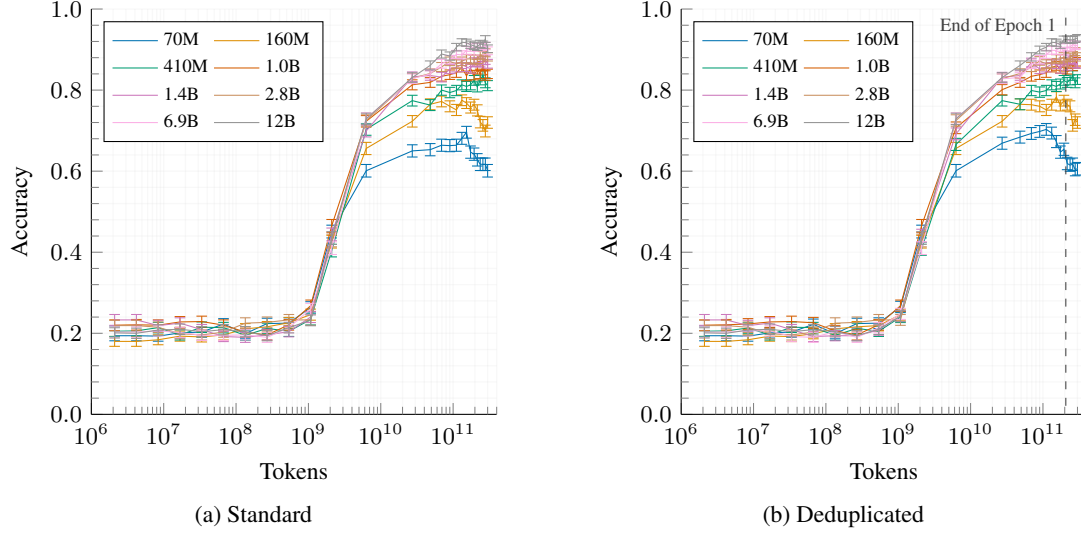 1.0
0.8
0.6
0.4
0.2
0.0
Accuracy
70M 160M
410M 1.0B
1.4B 2.8B
6.9B 12B
10^6 10^7 10^8 10^9 10^10 10^11
Tokens
(a) Standard
1.0
0.8
0.6
0.4
0.2
0.0
Accuracy
End of Epoch 1
70M 160M
410M 1.0B
1.4B 2.8B
6.9B 12B
10^6 10^7 10^8 10^9 10^10 10^11
Tokens
(b) Deduplicated